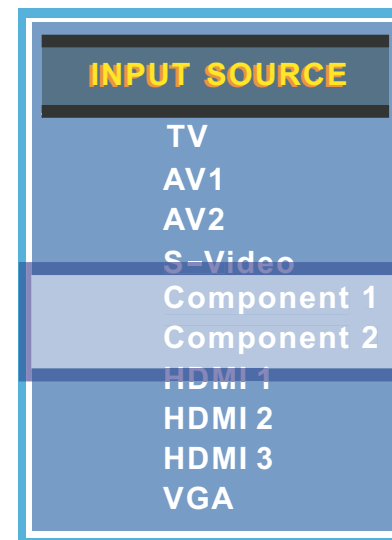 INPUT SOURCE
TV
AV1
AV2
S-Video
Component 1
Component 2
HDMI 1
HDMI 2
HDMI 3
VGA